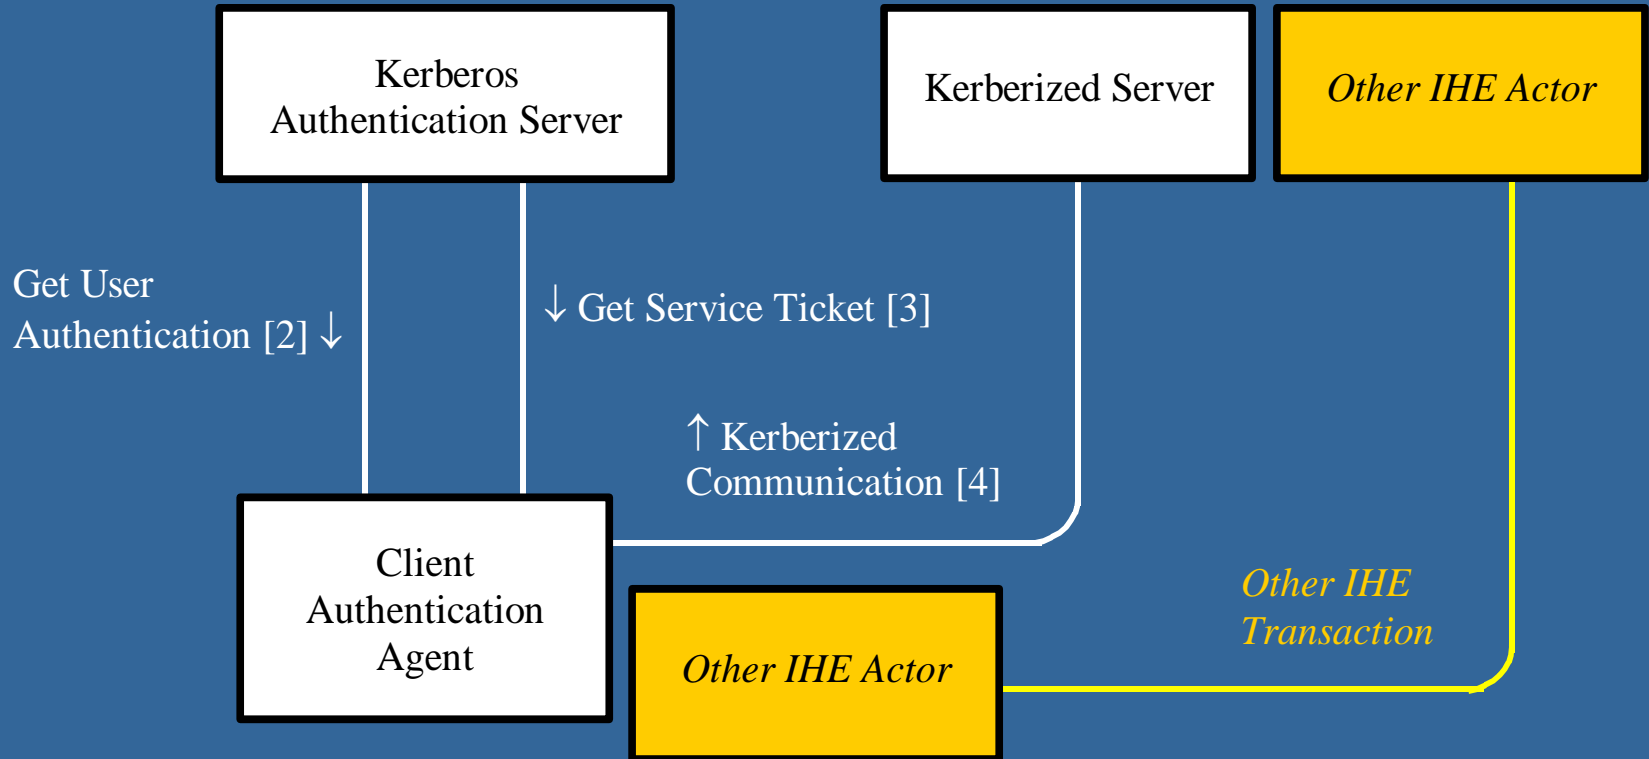 Kerberos
Authentication Server
Kerberized Server
Other IHE Actor
Get User
Authentication [2] ↓
↓ Get Service Ticket [3]
↑ Kerberized
Communication [4]
Client
Authentication
Agent
Other IHE Actor
Other IHE
Transaction